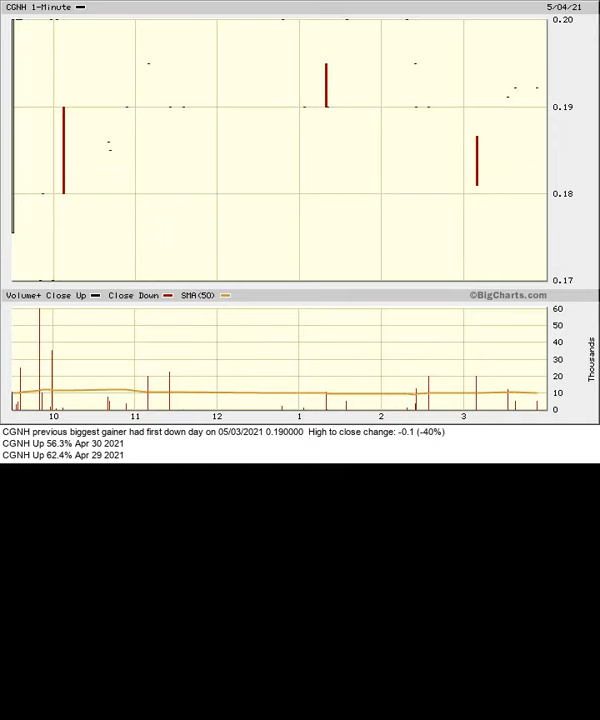 CGNH 1-Minute 5/04/21
0.20
0.19
0.18
0.17
Volume+ Close Up Close Down SMA(50) ©BigCharts.com
60
50
40
30
20
10
0
Thousands
10 11 12 1 2 3
CGNH previous biggest gainer had first down day on 05/03/2021 0.190000 High to close change: -0.1 (-40%)
CGNH Up 56.3% Apr 30 2021
CGNH Up 62.4% Apr 29 2021